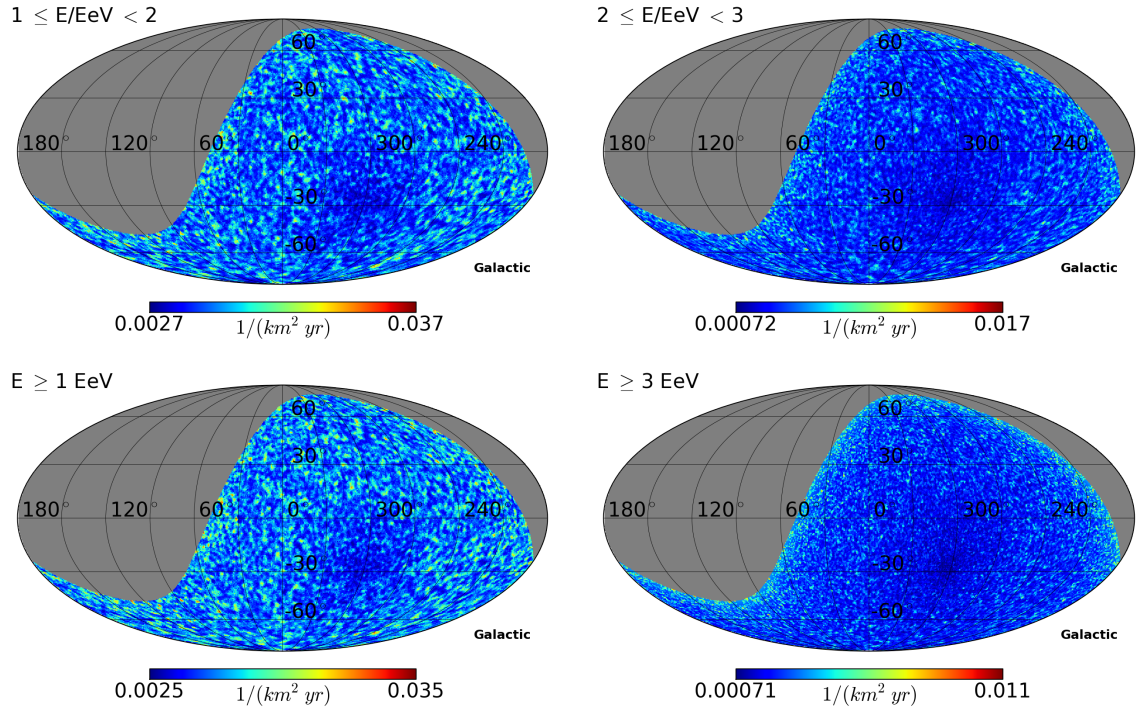 1 ≤ E/EeV < 2
60
30
180° 120° 60 0 300 240
-30
-60
Galactic
0.0027 0.037
1/(km² yr)
2 ≤ E/EeV < 3
60
30
180° 120° 60 0 300 240
-30
-60
Galactic
0.00072 0.017
1/(km² yr)
E ≥ 1 EeV
60
30
180° 120° 60 0 300 240
-30
-60
Galactic
0.0025 0.035
1/(km² yr)
E ≥ 3 EeV
60
30
180° 120° 60 0 300 240°
-30
-60
Galactic
0.00071 0.011
1/(km² yr)